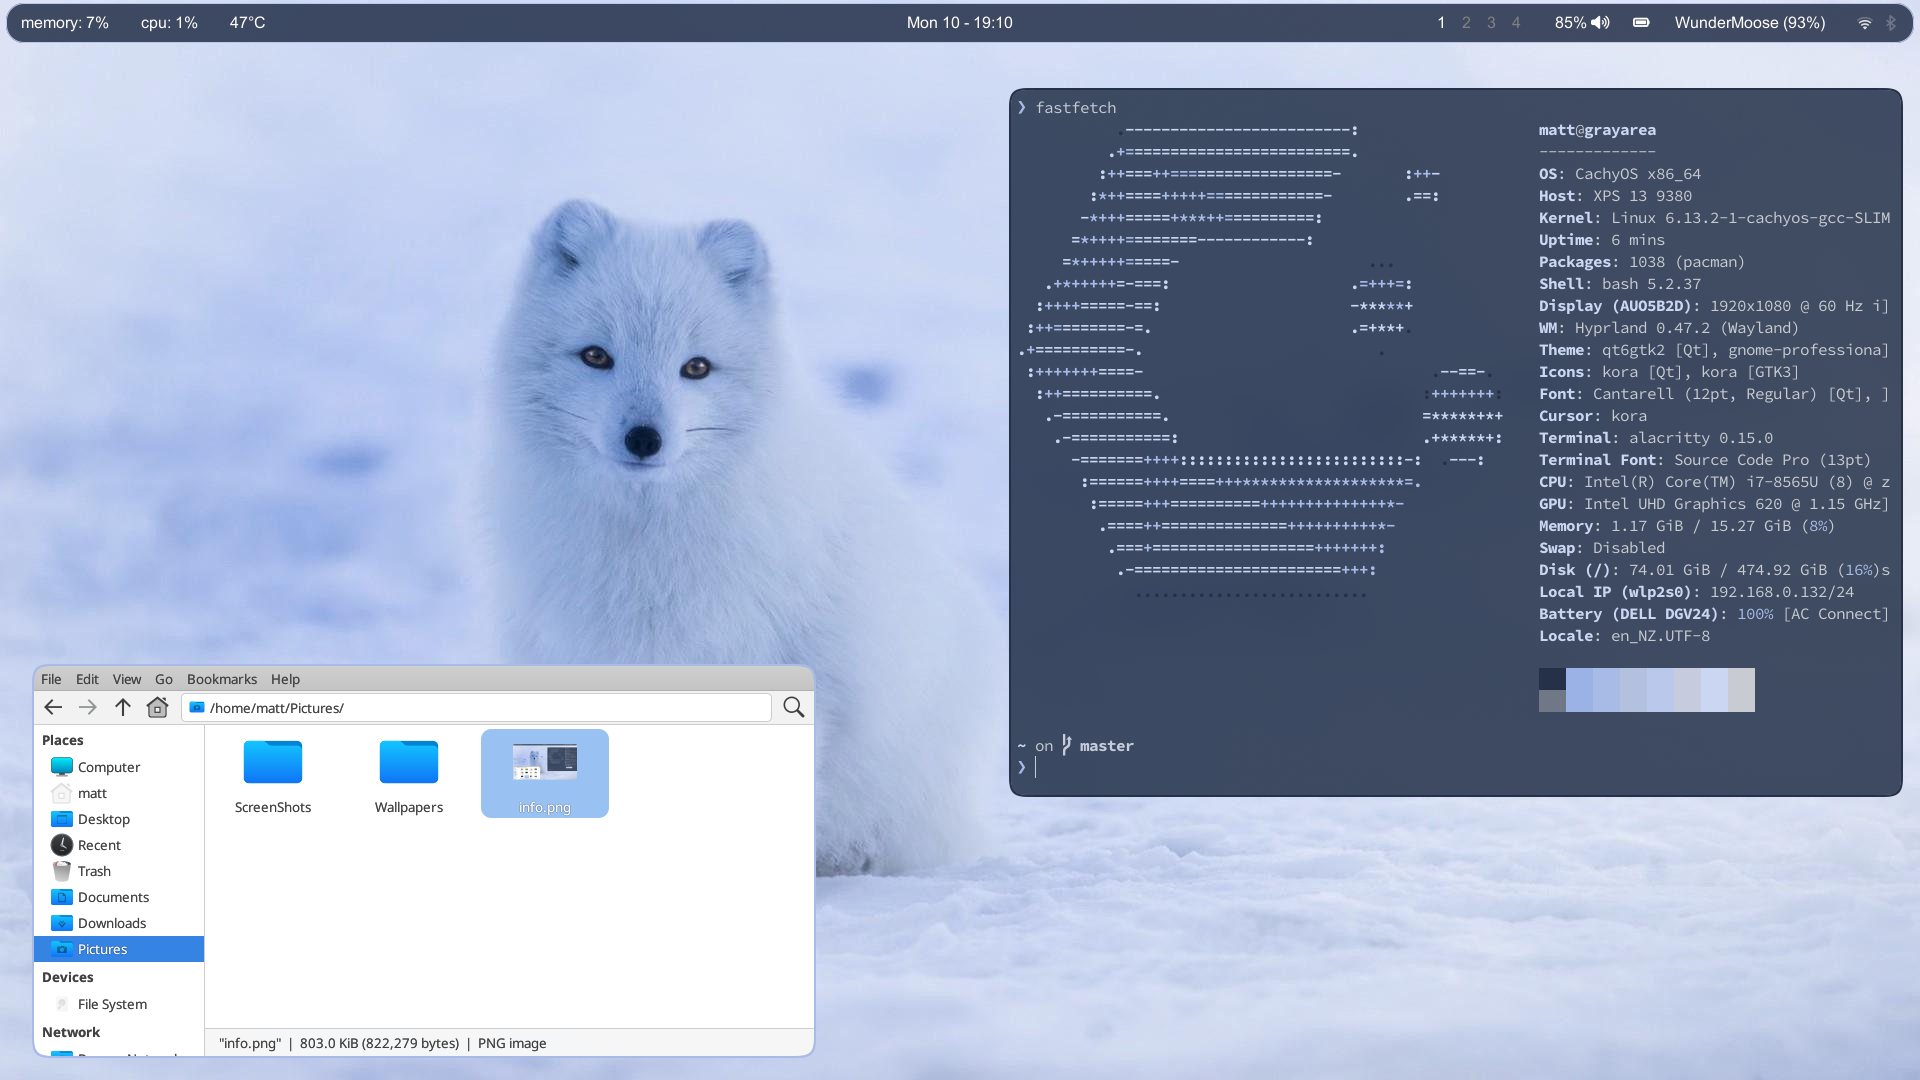 memory: 7% cpu: 1% 47°C Mon 10 - 19:10 1 2 3 4 85% WunderMoose (93%)
❯ fastfetch
matt@grayarea
-------------
OS: CachyOS x86_64
Host: XPS 13 9380
Kernel: Linux 6.13.2-1-cachyos-gcc-SLIM
Uptime: 6 mins
Packages: 1038 (pacman)
Shell: bash 5.2.37
Display (AUO5B2D): 1920x1080 @ 60 Hz i]
WM: Hyprland 0.47.2 (Wayland)
Theme: qt6gtk2 [Qt], gnome-professiona]
Icons: kora [Qt], kora [GTK3]
Font: Cantarell (12pt, Regular) [Qt], ]
Cursor: kora
Terminal: alacritty 0.15.0
Terminal Font: Source Code Pro (13pt)
CPU: Intel(R) Core(TM) i7-8565U (8) @ z
GPU: Intel UHD Graphics 620 @ 1.15 GHz]
Memory: 1.17 GiB / 15.27 GiB (8%)
Swap: Disabled
Disk (/): 74.01 GiB / 474.92 GiB (16%)s
Local IP (wlp2s0): 192.168.0.132/24
Battery (DELL DGV24): 100% [AC Connect]
Locale: en_NZ.UTF-8
~ on master
❯
File Edit View Go Bookmarks Help
/home/matt/Pictures/
Places
Computer
matt
Desktop
Recent
Trash
Documents
Downloads
Pictures
Devices
File System
Network
ScreenShots Wallpapers info.png
"info.png" | 803.0 KiB (822,279 bytes) | PNG image